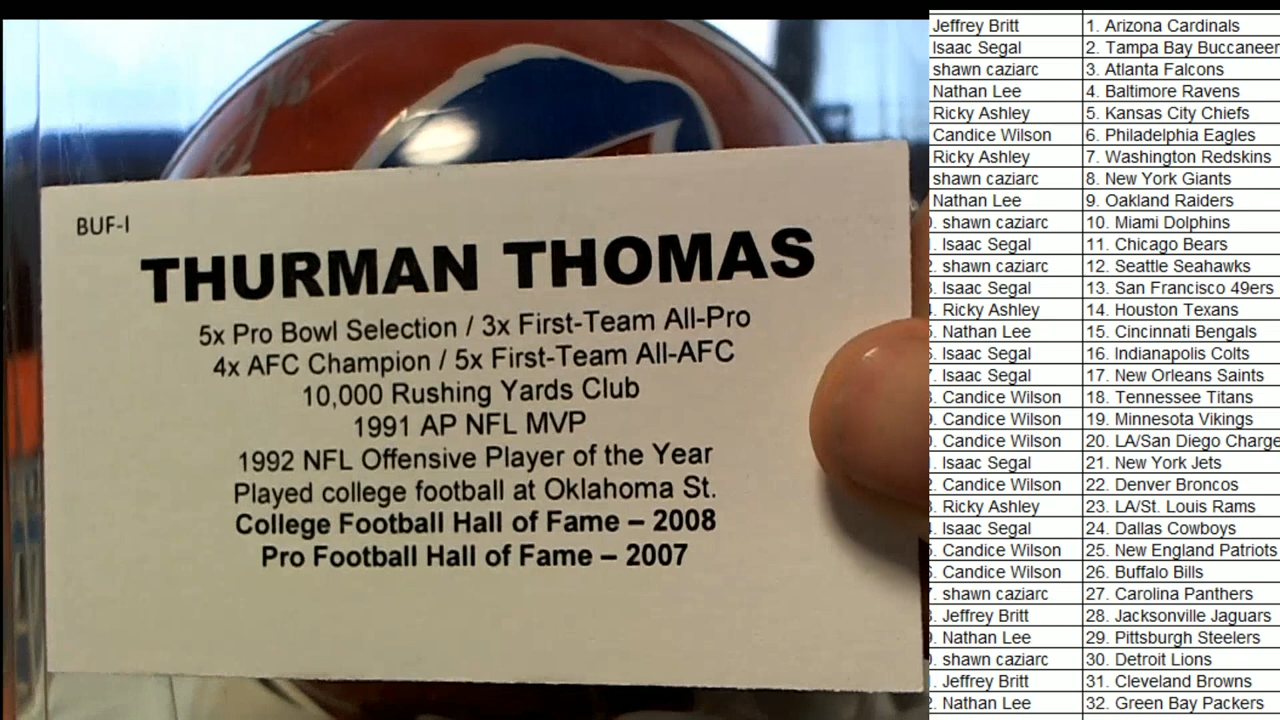 BUF-I
THURMAN THOMAS
5x Pro Bowl Selection / 3x First-Team All-Pro
4x AFC Champion / 5x First-Team All-AFC
10,000 Rushing Yards Club
1991 AP NFL MVP
1992 NFL Offensive Player of the Year
Played college football at Oklahoma St.
College Football Hall of Fame – 2008
Pro Football Hall of Fame – 2007
Jeffrey Britt 1. Arizona Cardinals
Isaac Segal 2. Tampa Bay Buccaneer
shawn caziarc 3. Atlanta Falcons
Nathan Lee 4. Baltimore Ravens
Ricky Ashley 5. Kansas City Chiefs
Candice Wilson 6. Philadelphia Eagles
Ricky Ashley 7. Washington Redskins
shawn caziarc 8. New York Giants
Nathan Lee 9. Oakland Raiders
shawn caziarc 10. Miami Dolphins
Isaac Segal 11. Chicago Bears
shawn caziarc 12. Seattle Seahawks
Isaac Segal 13. San Francisco 49ers
Ricky Ashley 14. Houston Texans
Nathan Lee 15. Cincinnati Bengals
Isaac Segal 16. Indianapolis Colts
Isaac Segal 17. New Orleans Saints
Candice Wilson 18. Tennessee Titans
Candice Wilson 19. Minnesota Vikings
Candice Wilson 20. LA/San Diego Charge
Isaac Segal 21. New York Jets
Candice Wilson 22. Denver Broncos
Ricky Ashley 23. LA/St. Louis Rams
Isaac Segal 24. Dallas Cowboys
Candice Wilson 25. New England Patriots
Candice Wilson 26. Buffalo Bills
shawn caziarc 27. Carolina Panthers
Jeffrey Britt 28. Jacksonville Jaguars
Nathan Lee 29. Pittsburgh Steelers
shawn caziarc 30. Detroit Lions
Jeffrey Britt 31. Cleveland Browns
Nathan Lee 32. Green Bay Packers